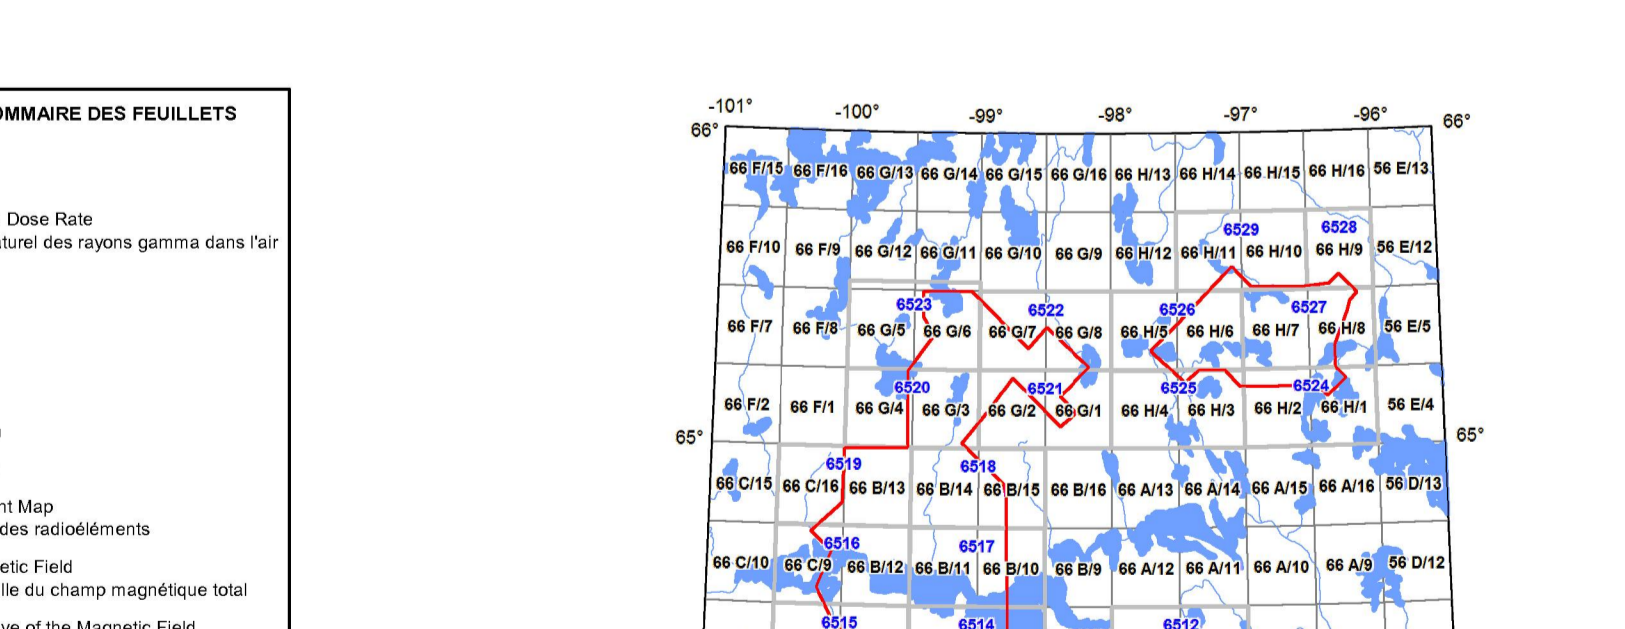 OMMAIRE DES FEUILLETS
Dose Rate
aturel des rayons gamma dans l'air
nt Map
des radioéléments
etic Field
lle du champ magnétique total
ve of the Magnetic Field
-101° -100° -99° -98° -97° -96°
66° 66°
66 F/15 66 F/16 66 G/13 66 G/14 66 G/15 66 G/16 66 H/13 66 H/14 66 H/15 66 H/16 56 E/13
6529 6528
66 F/10 66 F/9 66 G/12 66 G/11 66 G/10 66 G/9 66 H/12 66 H/11 66 H/10 66 H/9 56 E/12
6523 6522 6526 6527
66 F/7 66 F/8 66 G/5 66 G/6 66 G/7 66 G/8 66 H/5 66 H/6 66 H/7 66 H/8 56 E/5
6520 6521 6525 6524
66 F/2 66 F/1 66 G/4 66 G/3 66 G/2 66 G/1 66 H/4 66 H/3 66 H/2 66 H/1 56 E/4
65° 65°
6519 6518
66 C/15 66 C/16 66 B/13 66 B/14 66 B/15 66 B/16 66 A/13 66 A/14 66 A/15 66 A/16 56 D/13
6516 6517
66 C/10 66 C/9 66 B/12 66 B/11 66 B/10 66 B/9 66 A/12 66 A/11 66 A/10 66 A/9 56 D/12
6515 6514 6512